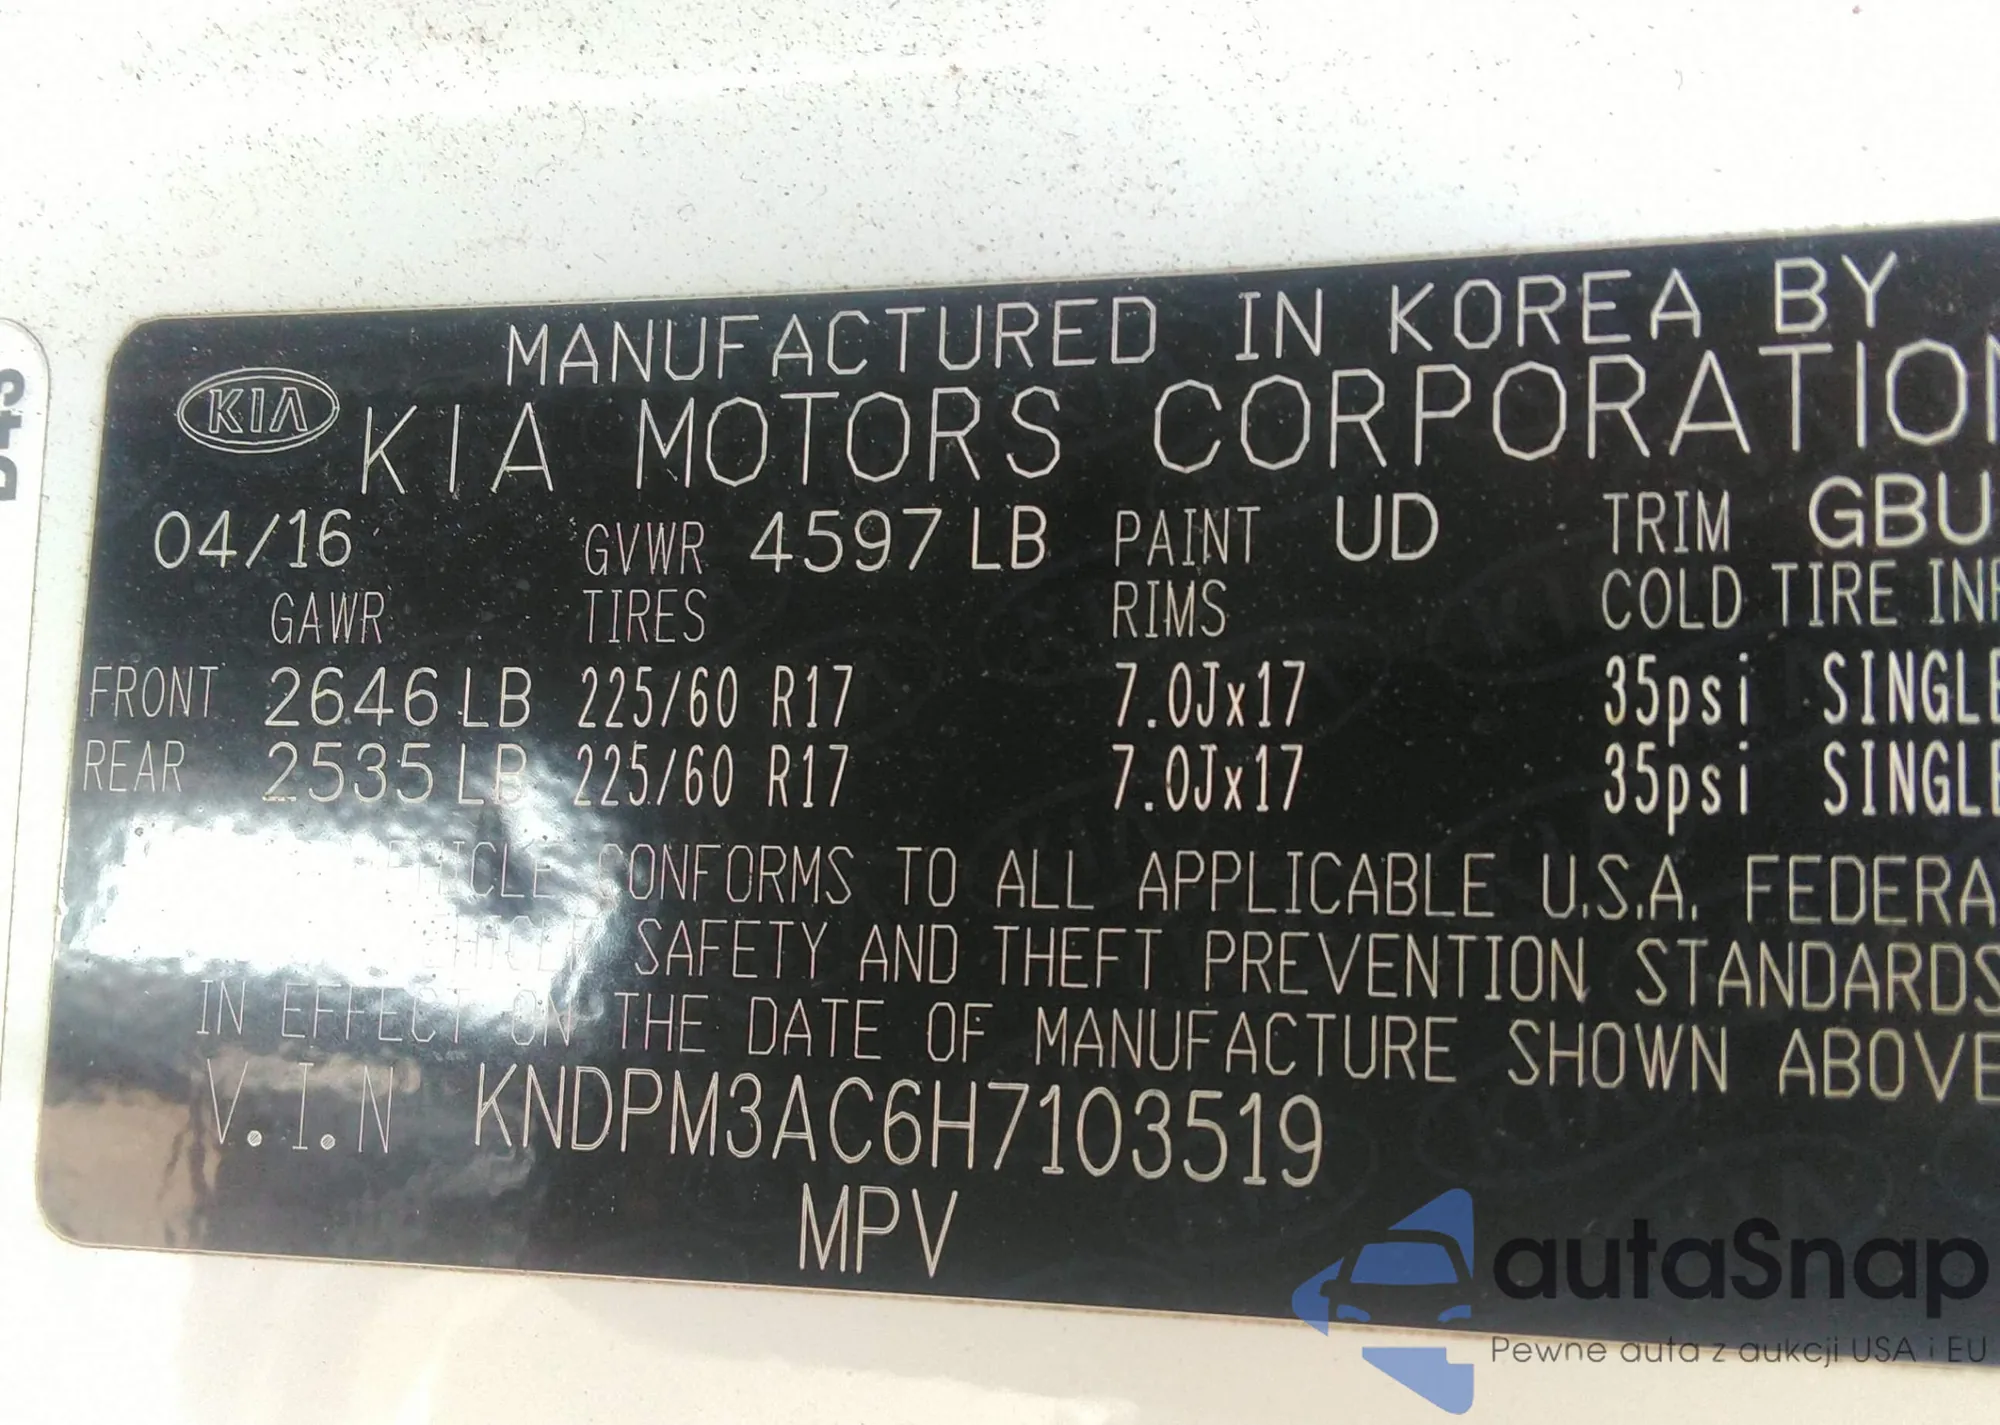 MANUFACTURED IN KOREA BY
KIA
KIA MOTORS CORPORATION
04/16 GVWR 4597 LB PAINT UD TRIM GBU
GAWR TIRES RIMS COLD TIRE INF
FRONT 2646 LB 225/60 R17 7.0Jx17 35psi SINGLE
REAR 2535 LB 225/60 R17 7.0Jx17 35psi SINGLE
VEHICLE CONFORMS TO ALL APPLICABLE U.S.A. FEDERA
VEHICLE SAFETY AND THEFT PREVENTION STANDARDS
IN EFFECT ON THE DATE OF MANUFACTURE SHOWN ABOVE
V.I.N KNDPM3AC6H7103519
MPV
autaSnap
Pewne auta z aukcji USA i EU